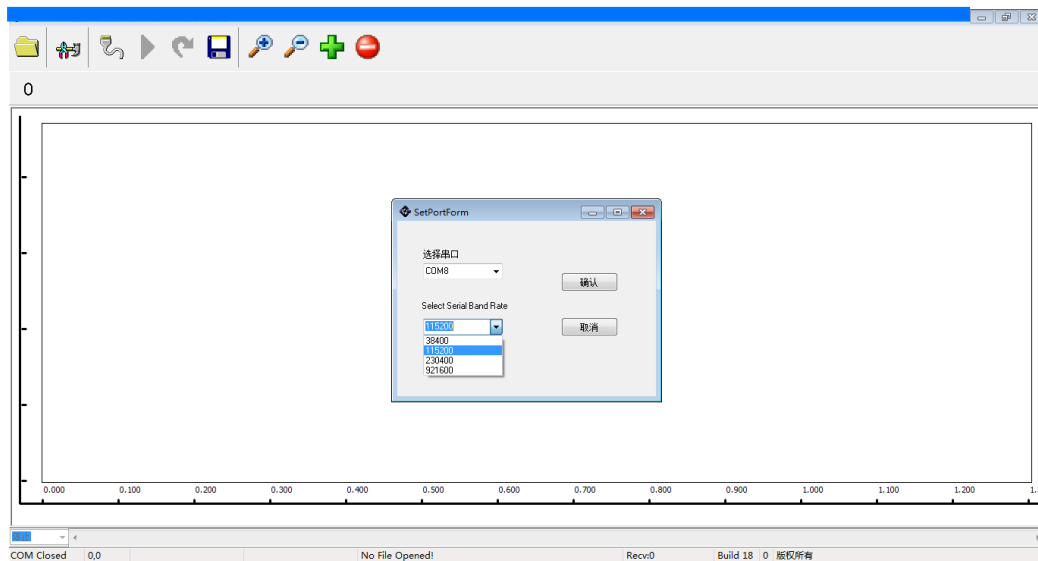 0
SetPortForm
选择串口
COM8
确认
Select Serial Band Rate
115200
取消
38400
115200
230400
921600
0.000 0.100 0.200 0.300 0.400 0.500 0.600 0.700 0.800 0.900 1.000 1.100 1.200
COM Closed 0,0 No File Opened! Recv:0 Build 18 0 版权所有